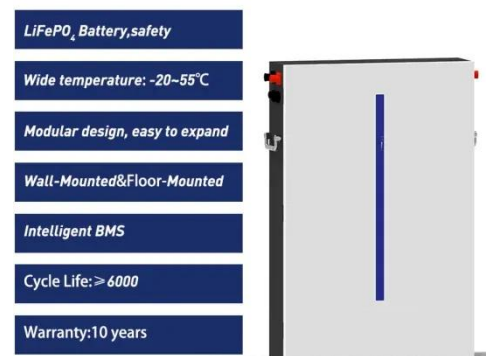 LiFePO₄ Battery,safety
Wide temperature: -20~55℃
Modular design, easy to expand
Wall-Mounted&Floor-Mounted
Intelligent BMS
Cycle Life:≥6000
Warranty:10 years